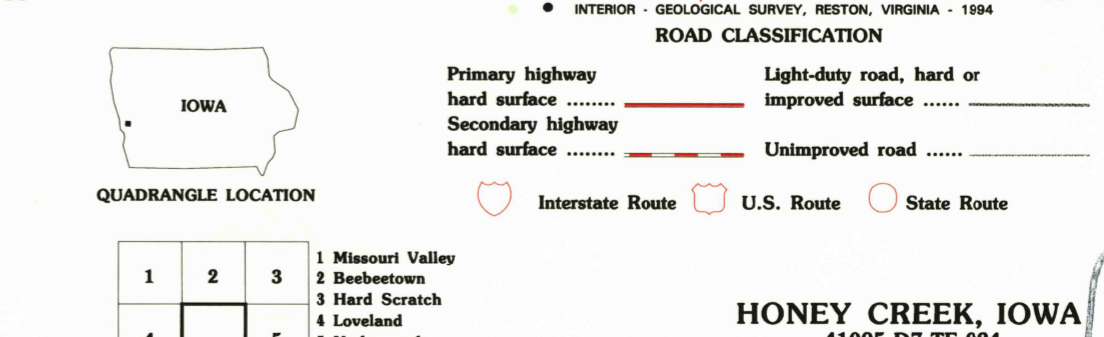 INTERIOR - GEOLOGICAL SURVEY, RESTON, VIRGINIA - 1994
ROAD CLASSIFICATION
Primary highway
hard surface ........
Light-duty road, hard or
improved surface ......
Secondary highway
hard surface ........
Unimproved road ......
Interstate Route
U.S. Route
State Route
IOWA
QUADRANGLE LOCATION
1 2 3
1 Missouri Valley
2 Beebeetown
3 Hard Scratch
4 Loveland
HONEY CREEK, IOWA